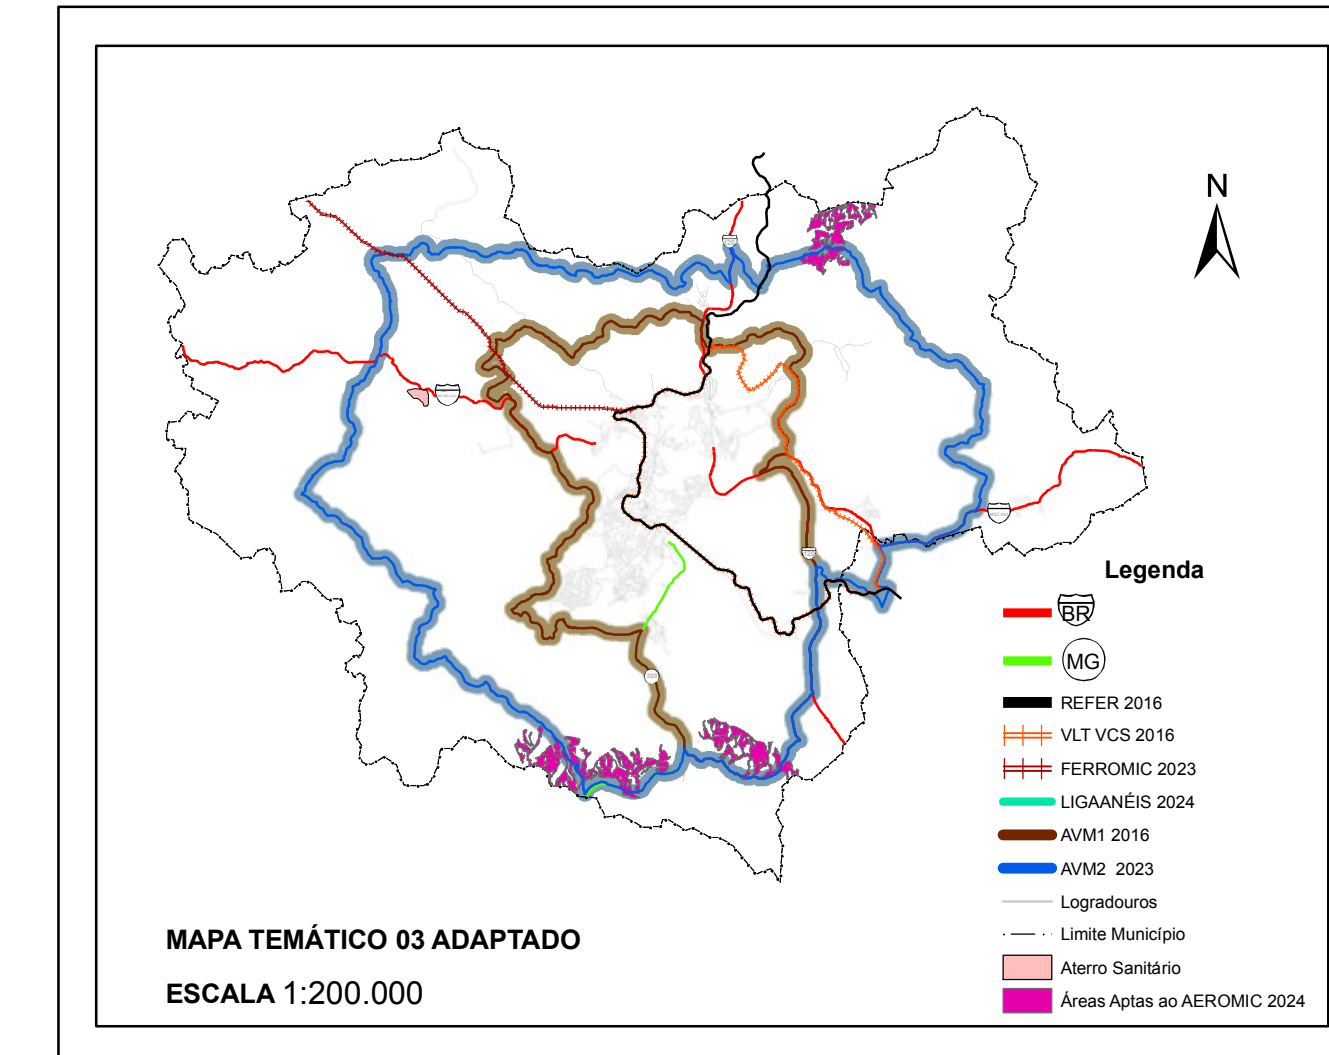 N
Legenda
BR
MG
REFER 2016
VLT VCS 2016
FERROMIC 2023
LIGAANÉIS 2024
AVM1 2016
AVM2 2023
Logradouros
Limite Município
Aterro Sanitário
Áreas Aptas ao AEROMIC 2024
MAPA TEMÁTICO 03 ADAPTADO
ESCALA 1:200.000